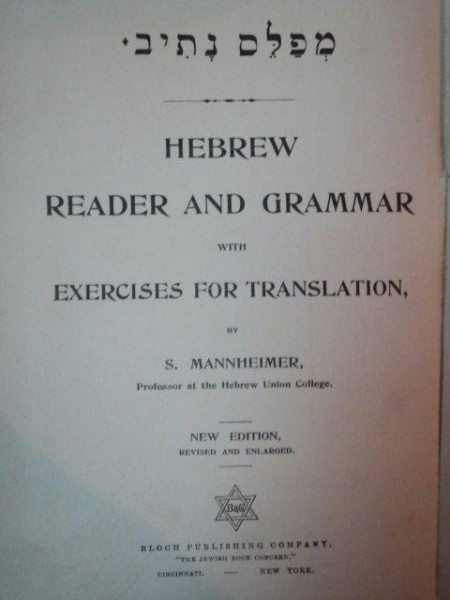 מְפַלֵּס נָתִיב.
HEBREW
READER AND GRAMMAR
WITH
EXERCISES FOR TRANSLATION,
BY
S. MANNHEIMER,
Professor at the Hebrew Union College.
NEW EDITION,
REVISED AND ENLARGED.
B&Co
BLOCH PUBLISHING COMPANY,
"THE JEWISH BOOK CONCERN,"
CINCINNATI. — NEW YORK.